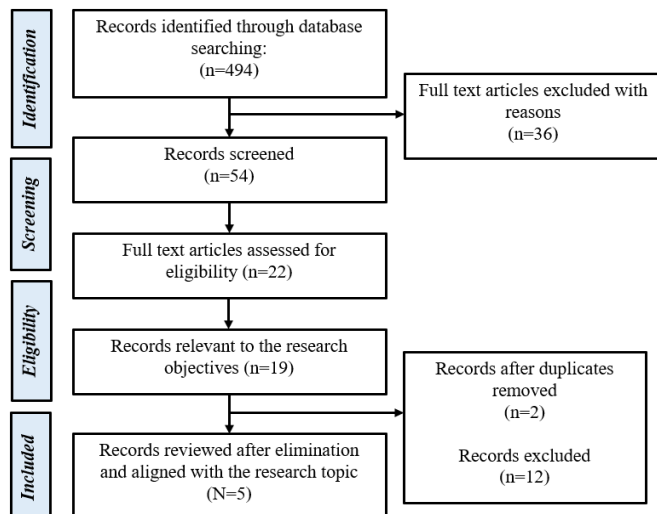 Identification
Records identified through database
searching:
(n=494)
Full text articles excluded with
reasons
(n=36)
Screening
Records screened
(n=54)
Full text articles assessed for
eligibility (n=22)
Eligibility
Records relevant to the research
objectives (n=19)
Records after duplicates
removed
(n=2)
Records excluded
(n=12)
Included
Records reviewed after elimination
and aligned with the research topic
(N=5)